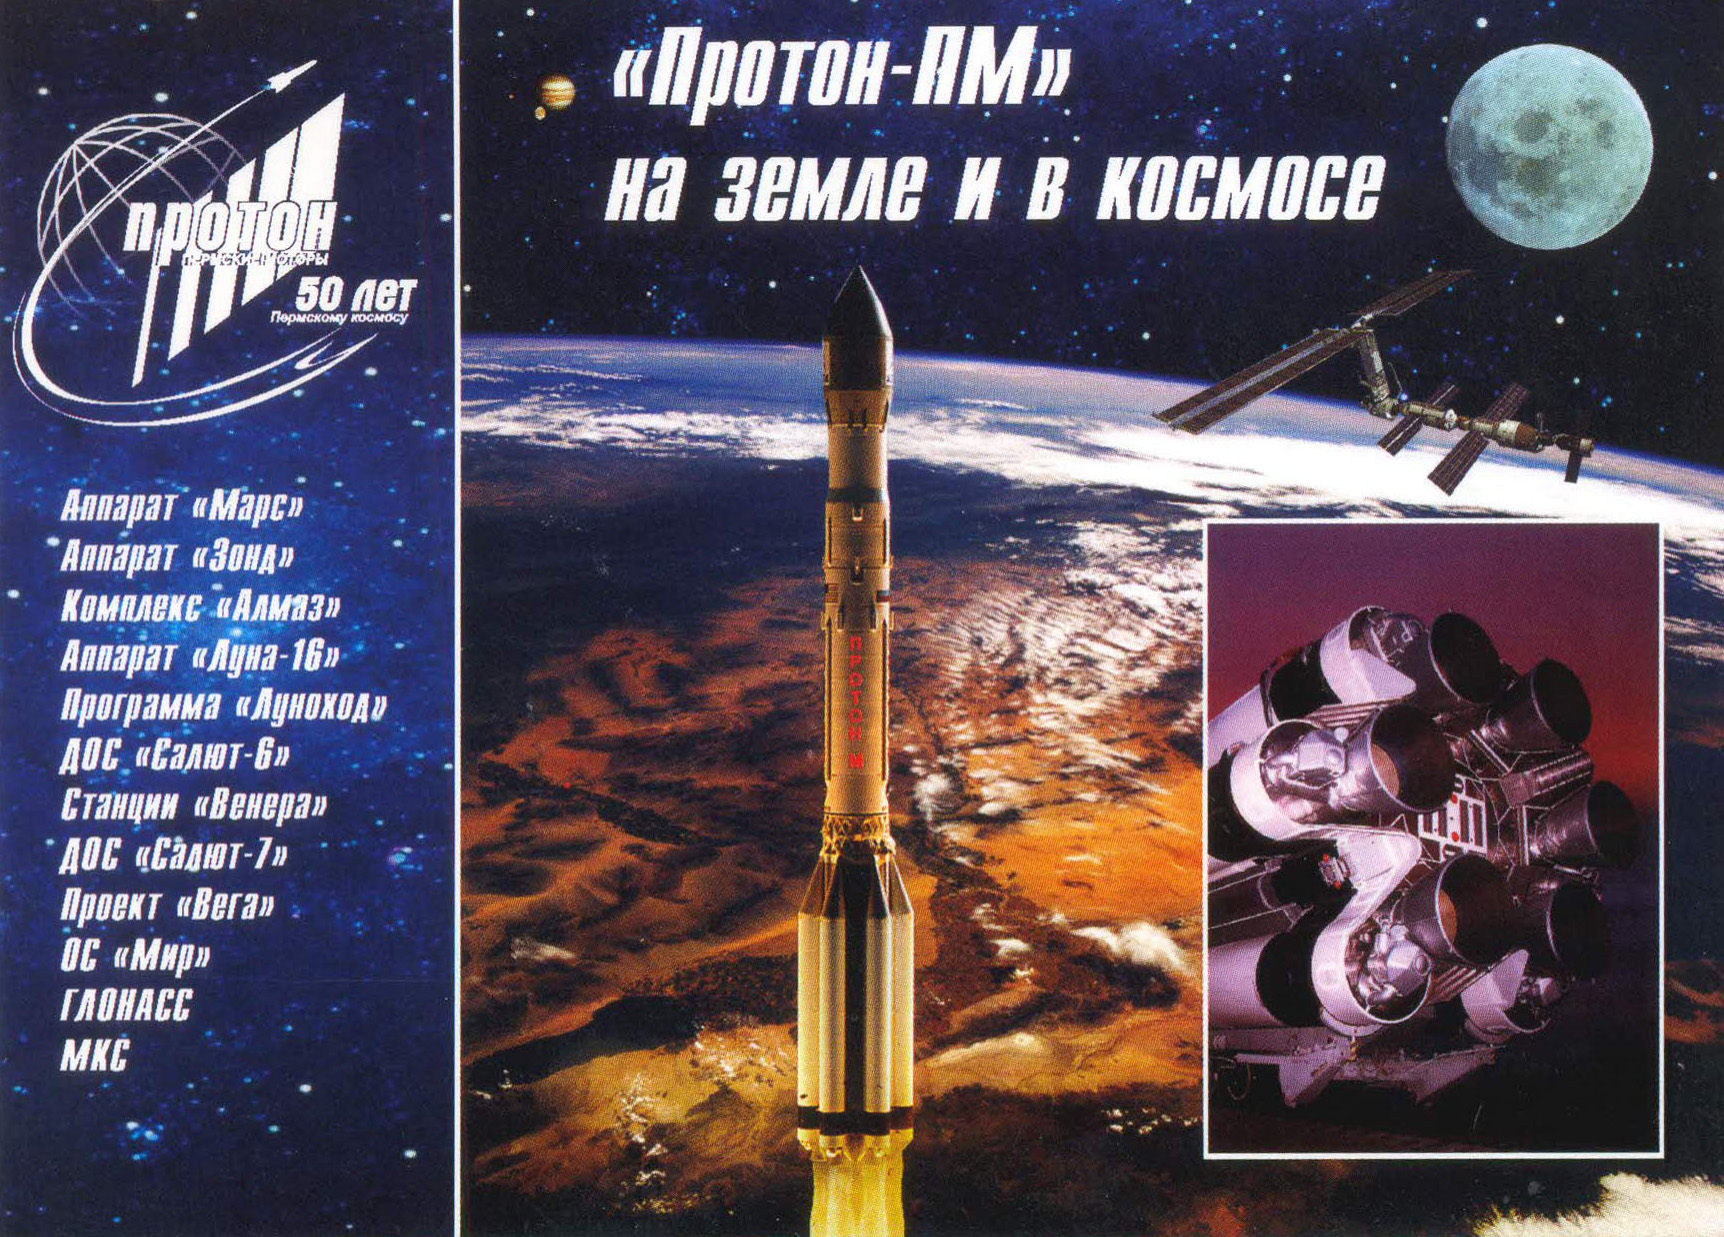 «Протон-ПМ»
на земле и в космосе
протон
ПЕРМСКИЕ МОТОРЫ
50 лет
Пермскому космосу
Аппарат «Марс»
Аппарат «Зонд»
Комплекс «Алмаз»
Аппарат «Луна-16»
Программа «Луноход»
ДОС «Салют-6»
Станции «Венера»
ДОС «Салют-7»
Проект «Вега»
ОС «Мир»
ГЛОНАСС
МКС
ПРОТОН М